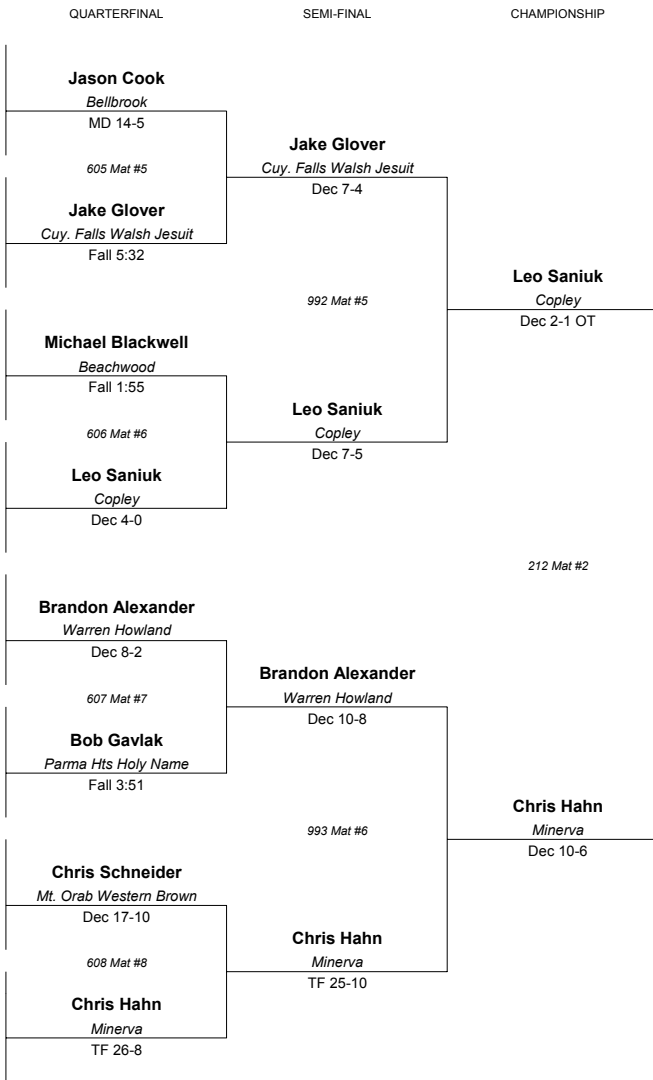 QUARTERFINAL
SEMI-FINAL
CHAMPIONSHIP
Jason Cook
Bellbrook
MD 14-5
605 Mat #5
Jake Glover
Cuy. Falls Walsh Jesuit
Fall 5:32
Jake Glover
Cuy. Falls Walsh Jesuit
Dec 7-4
992 Mat #5
Michael Blackwell
Beachwood
Fall 1:55
606 Mat #6
Leo Saniuk
Copley
Dec 4-0
Leo Saniuk
Copley
Dec 7-5
Leo Saniuk
Copley
Dec 2-1 OT
212 Mat #2
Brandon Alexander
Warren Howland
Dec 8-2
607 Mat #7
Bob Gavlak
Parma Hts Holy Name
Fall 3:51
Brandon Alexander
Warren Howland
Dec 10-8
993 Mat #6
Chris Schneider
Mt. Orab Western Brown
Dec 17-10
608 Mat #8
Chris Hahn
Minerva
TF 26-8
Chris Hahn
Minerva
TF 25-10
Chris Hahn
Minerva
Dec 10-6